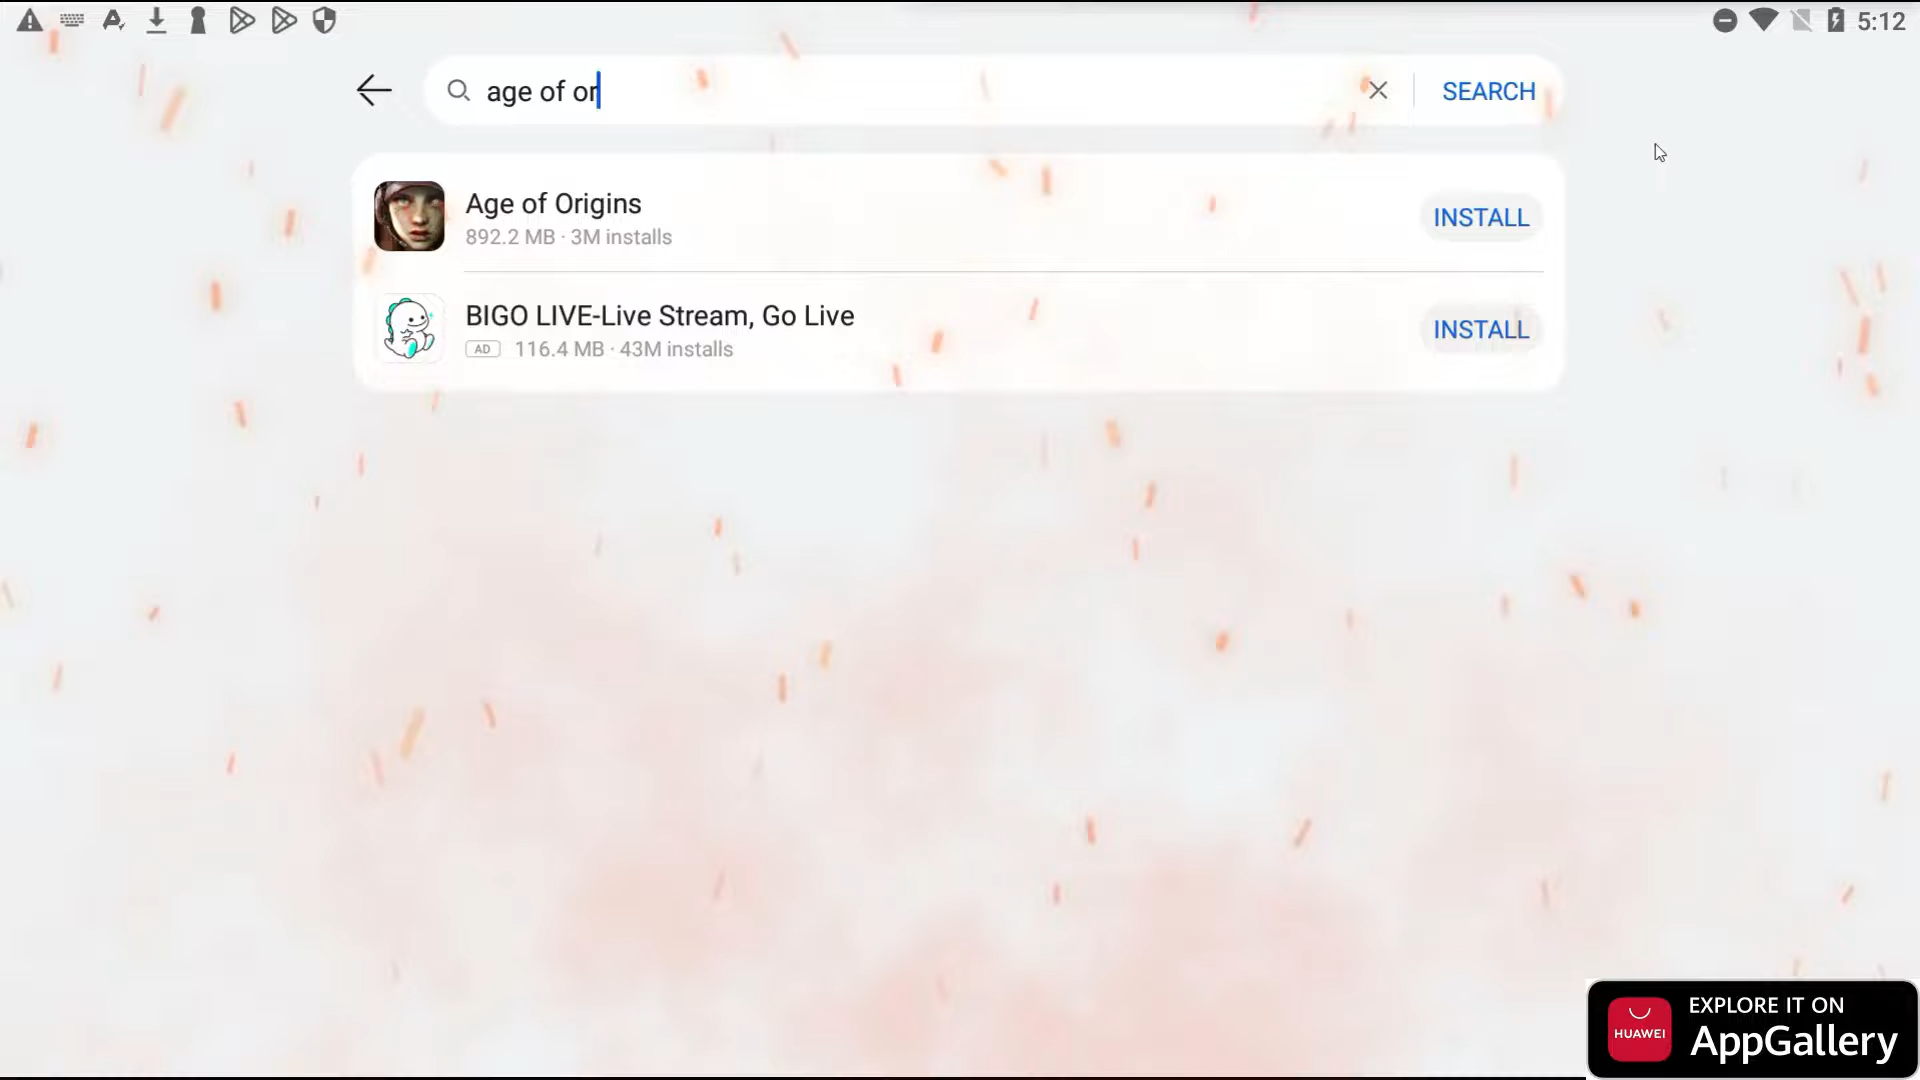 5:12
age of or
SEARCH
Age of Origins
892.2 MB · 3M installs
INSTALL
BIGO LIVE-Live Stream, Go Live
AD 116.4 MB · 43M installs
INSTALL
EXPLORE IT ON
HUAWEI
AppGallery